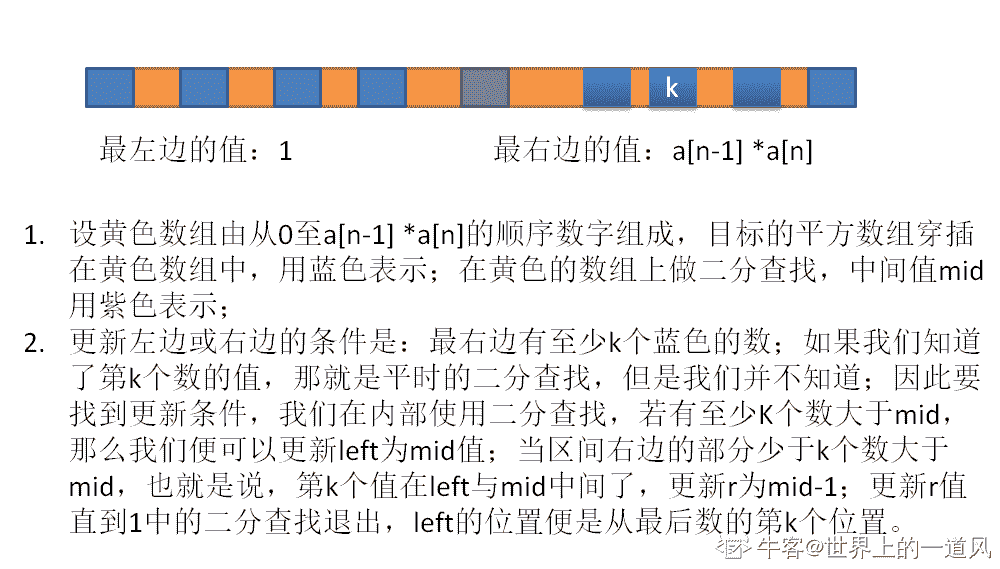 k
最左边的值：1 最右边的值：a[n-1] *a[n]
1. 设黄色数组由从0至a[n-1] *a[n]的顺序数字组成，目标的平方数组穿插
在黄色数组中，用蓝色表示；在黄色的数组上做二分查找，中间值mid
用紫色表示；
2. 更新左边或右边的条件是：最右边有至少k个蓝色的数；如果我们知道
了第k个数的值，那就是平时的二分查找，但是我们并不知道；因此要
找到更新条件，我们在内部使用二分查找，若有至少K个数大于mid，
那么我们便可以更新left为mid值；当区间右边的部分少于k个数大于
mid，也就是说，第k个值在left与mid中间了，更新r为mid-1；更新r值
直到1中的二分查找退出，left的位置便是从最后数的第k个位置。
牛客@世界上的一道风